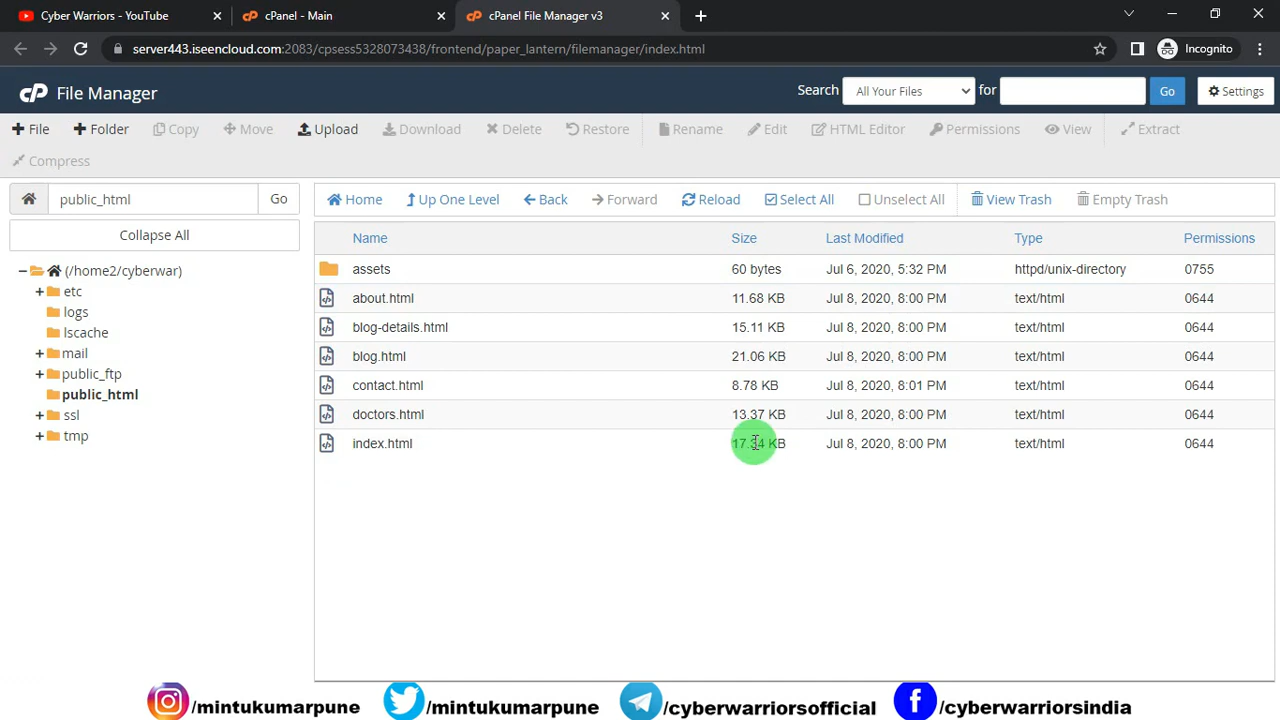 Cyber Warriors - YouTube
cPanel - Main
cPanel File Manager v3
server443.iseencloud.com:2083/cpsess5328073438/frontend/paper_lantern/filemanager/index.html
Incognito
cP File Manager
Search All Your Files for Go Settings
File Folder Copy Move Upload Download Delete Restore Rename Edit HTML Editor Permissions View Extract
Compress
public_html Go
Home Up One Level Back Forward Reload Select All Unselect All View Trash Empty Trash
Collapse All
(/home2/cyberwar)
etc
logs
lscache
mail
public_ftp
public_html
ssl
tmp
Name Size Last Modified Type Permissions
assets 60 bytes Jul 6, 2020, 5:32 PM httpd/unix-directory 0755
about.html 11.68 KB Jul 8, 2020, 8:00 PM text/html 0644
blog-details.html 15.11 KB Jul 8, 2020, 8:00 PM text/html 0644
blog.html 21.06 KB Jul 8, 2020, 8:00 PM text/html 0644
contact.html 8.78 KB Jul 8, 2020, 8:01 PM text/html 0644
doctors.html 13.37 KB Jul 8, 2020, 8:00 PM text/html 0644
index.html KB Jul 8, 2020, 8:00 PM text/html 0644
/mintukumarpune /mintukumarpune /cyberwarriorsofficial /cyberwarriorsindia